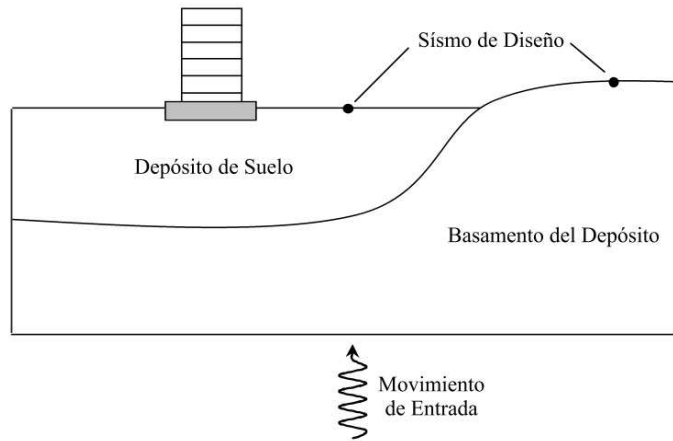 Sísmo de Diseño
Depósito de Suelo
Basamento del Depósito
Movimiento
de Entrada